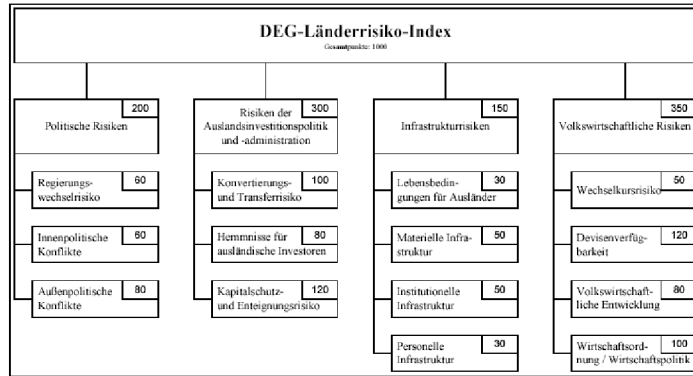 DEG-Länderrisiko-Index
Gesamtpunkte: 1000
200
Politische Risiken
Regierungs-
wechselrisiko
60
Innenpolitische
Konflikte
60
Außenpolitische
Konflikte
80
300
Risiken der
Auslandsinvestitionspolitik
und -administration
Konvertierungs-
und Transferrisiko
100
Hemmnisse für
ausländische Investoren
80
Kapitalschutz-
und Enteignungsrisiko
120
150
Infrastrukturrisiken
Lebensbedin-
gungen für Ausländer
30
Materielle Infra-
struktur
50
Institutionelle
Infrastruktur
50
Personelle
Infrastruktur
30
350
Volkswirtschaftliche Risiken
Wechselkursrisiko
50
Devisenverfüg-
barkeit
120
Volkswirtschaft-
liche Entwicklung
80
Wirtschaftsord-
nung / Wirtschaftspolitik
100